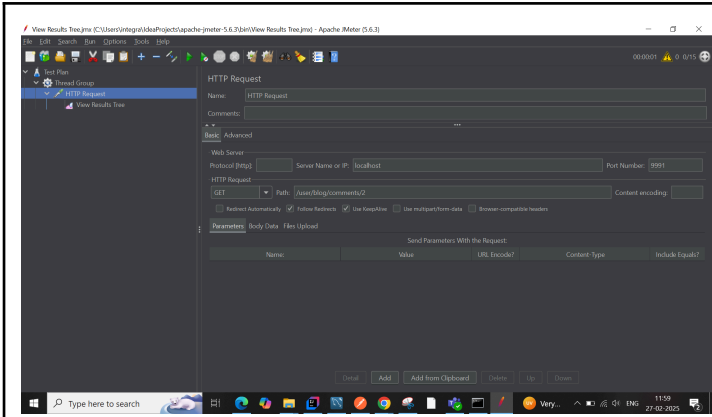 View Results Tree.jmx (C:\Users\integra\IdeaProjects\apache-jmeter-5.6.3\bin\View Results Tree.jmx) - Apache JMeter (5.6.3)
File Edit Search Run Options Tools Help
00:00:01 0 0/15
Test Plan
Thread Group
HTTP Request
View Results Tree
HTTP Request
Name: HTTP Request
Comments:
Basic Advanced
Web Server
Protocol [http]: Server Name or IP: localhost Port Number: 9991
HTTP Request
GET Path: /user/blog/comments/2 Content encoding:
Redirect Automatically Follow Redirects Use KeepAlive Use multipart/form-data Browser-compatible headers
Parameters Body Data Files Upload
Send Parameters With the Request:
Name: Value URL Encode? Content-Type Include Equals?
Detail Add Add from Clipboard Delete Up Down
Type here to search
Very... ENG
11:59
27-02-2025
2